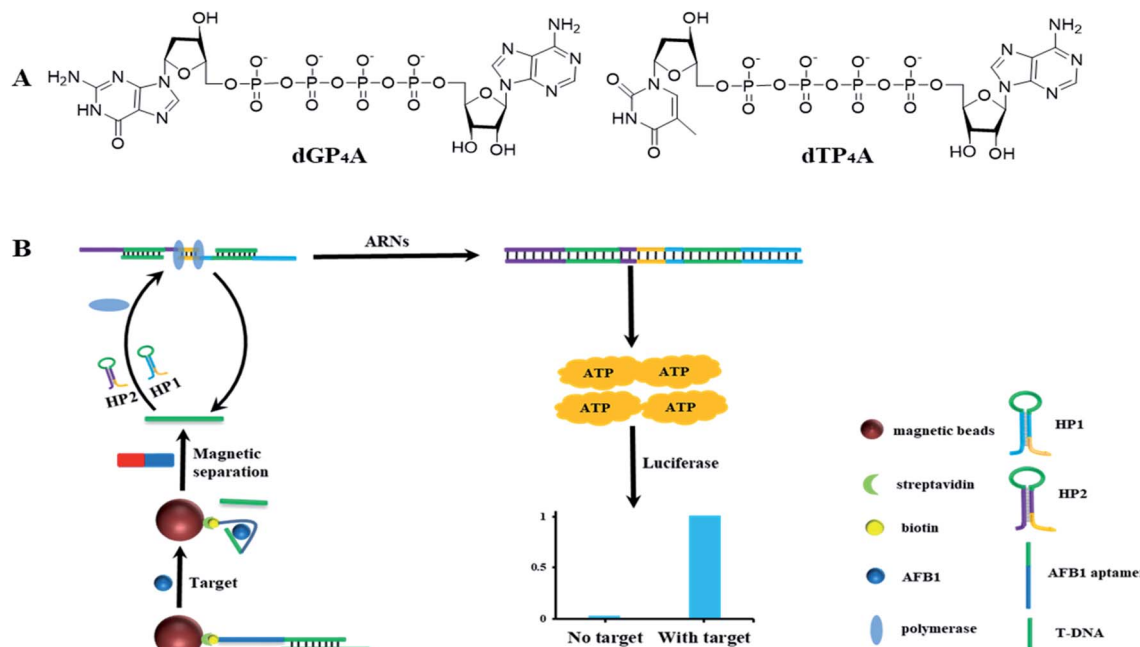 A
OH
H₂N
N
N
NH
N
N
O
O
O⁻
O⁻
O⁻
O⁻
O
P
O
P
O
P
O
P
O
O
O
O
O
NH₂
N
N
N
N
O
HO
OH
dGP₄A
OH
O
N
O
NH
O
O⁻
O⁻
O⁻
O⁻
O
P
O
P
O
P
O
P
O
O
O
O
O
NH₂
N
N
N
N
O
HO
OH
dTP₄A
B
ARNs
HP2
HP1
Magnetic
separation
Target
ATP
ATP
ATP
ATP
Luciferase
1
0.5
0
No target
With target
magnetic beads
streptavidin
biotin
AFB1
polymerase
HP1
HP2
AFB1 aptamer
T-DNA